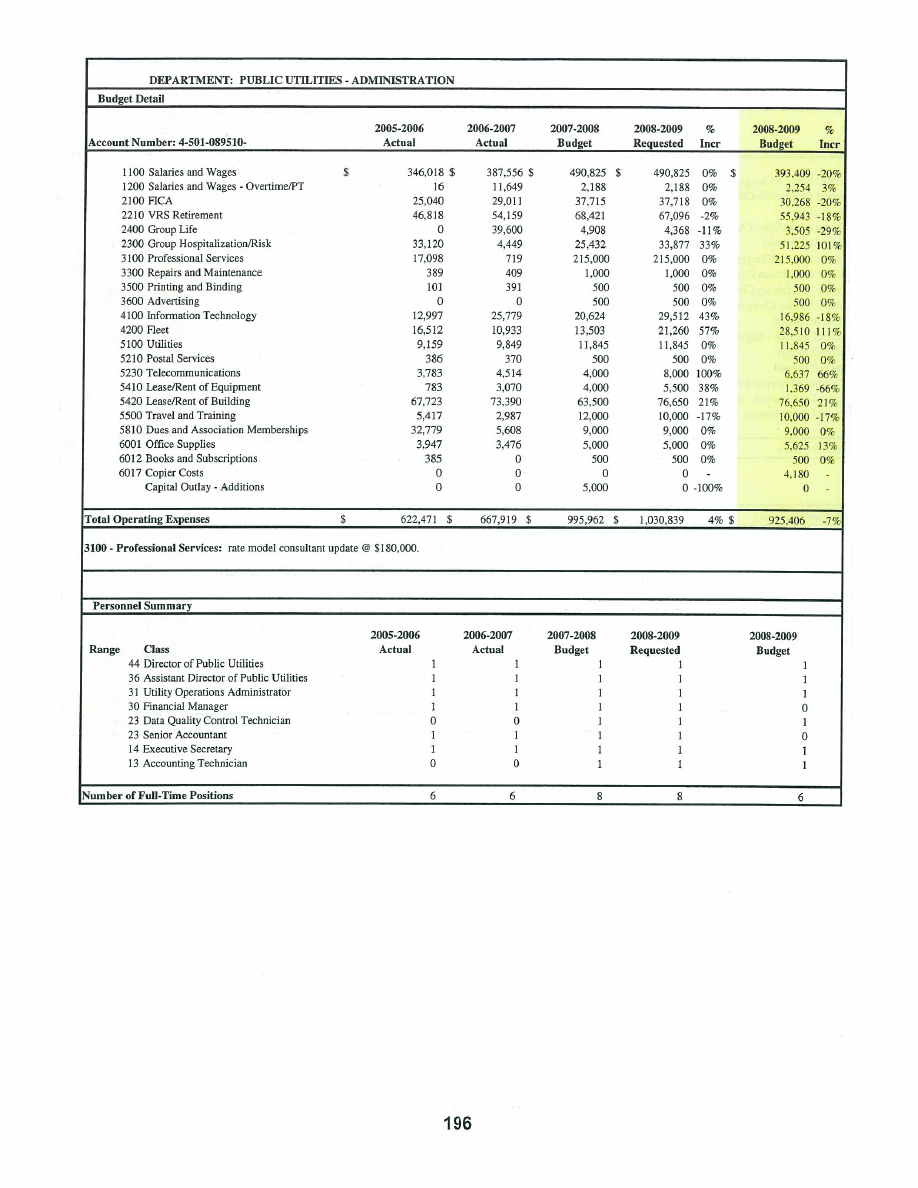 DEPARTMENT: PUBLIC UTILITIES - ADMINISTRATION
Budget Detail
2005-2006 2006-2007 2007-2008 2008-2009 % 2008-2009 %
Account Number: 4-501-089510- Actual Actual Budget Requested Incr Budget Incr
1100 Salaries and Wages $ 346,018 $ 387,556 $ 490,825 $ 490,825 0% $ 393,409 -20%
1200 Salaries and Wages - Overtime/PT 16 11,649 2,188 2,188 0% 2,254 3%
2100 FICA 25,040 29,011 37,715 37,718 0% 30,268 -20%
2210 VRS Retirement 46,818 54,159 68,421 67,096 -2% 55,943 -18%
2400 Group Life 0 39,600 4,908 4,368 -11% 3,505 -29%
2300 Group Hospitalization/Risk 33,120 4,449 25,432 33,877 33% 51,225 101%
3100 Professional Services 17,098 719 215,000 215,000 0% 215,000 0%
3300 Repairs and Maintenance 389 409 1,000 1,000 0% 1,000 0%
3500 Printing and Binding 101 391 500 500 0% 500 0%
3600 Advertising 0 0 500 500 0% 500 0%
4100 Information Technology 12,997 25,779 20,624 29,512 43% 16,986 -18%
4200 Fleet 16,512 10,933 13,503 21,260 57% 28,510 111%
5100 Utilities 9,159 9,849 11,845 11,845 0% 11,845 0%
5210 Postal Services 386 370 500 500 0% 500 0%
5230 Telecommunications 3,783 4,514 4,000 8,000 100% 6,637 66%
5410 Lease/Rent of Equipment 783 3,070 4,000 5,500 38% 1,369 -66%
5420 Lease/Rent of Building 67,723 73,390 63,500 76,650 21% 76,650 21%
5500 Travel and Training 5,417 2,987 12,000 10,000 -17% 10,000 -17%
5810 Dues and Association Memberships 32,779 5,608 9,000 9,000 0% 9,000 0%
6001 Office Supplies 3,947 3,476 5,000 5,000 0% 5,625 13%
6012 Books and Subscriptions 385 0 500 500 0% 500 0%
6017 Copier Costs 0 0 0 0 - 4,180 -
Capital Outlay - Additions 0 0 5,000 0 -100% 0 -
Total Operating Expenses $ 622,471 $ 667,919 $ 995,962 $ 1,030,839 4% $ 925,406 -7%
3100 - Professional Services: rate model consultant update @ $180,000.
Personnel Summary
2005-2006 2006-2007 2007-2008 2008-2009 2008-2009
Range Class Actual Actual Budget Requested Budget
44 Director of Public Utilities 1 1 1 1 1
36 Assistant Director of Public Utilities 1 1 1 1 1
31 Utility Operations Administrator 1 1 1 1 1
30 Financial Manager 1 1 1 1 0
23 Data Quality Control Technician 0 0 1 1 1
23 Senior Accountant 1 1 1 1 0
14 Executive Secretary 1 1 1 1 1
13 Accounting Technician 0 0 1 1 1
Number of Full-Time Positions 6 6 8 8 6
196